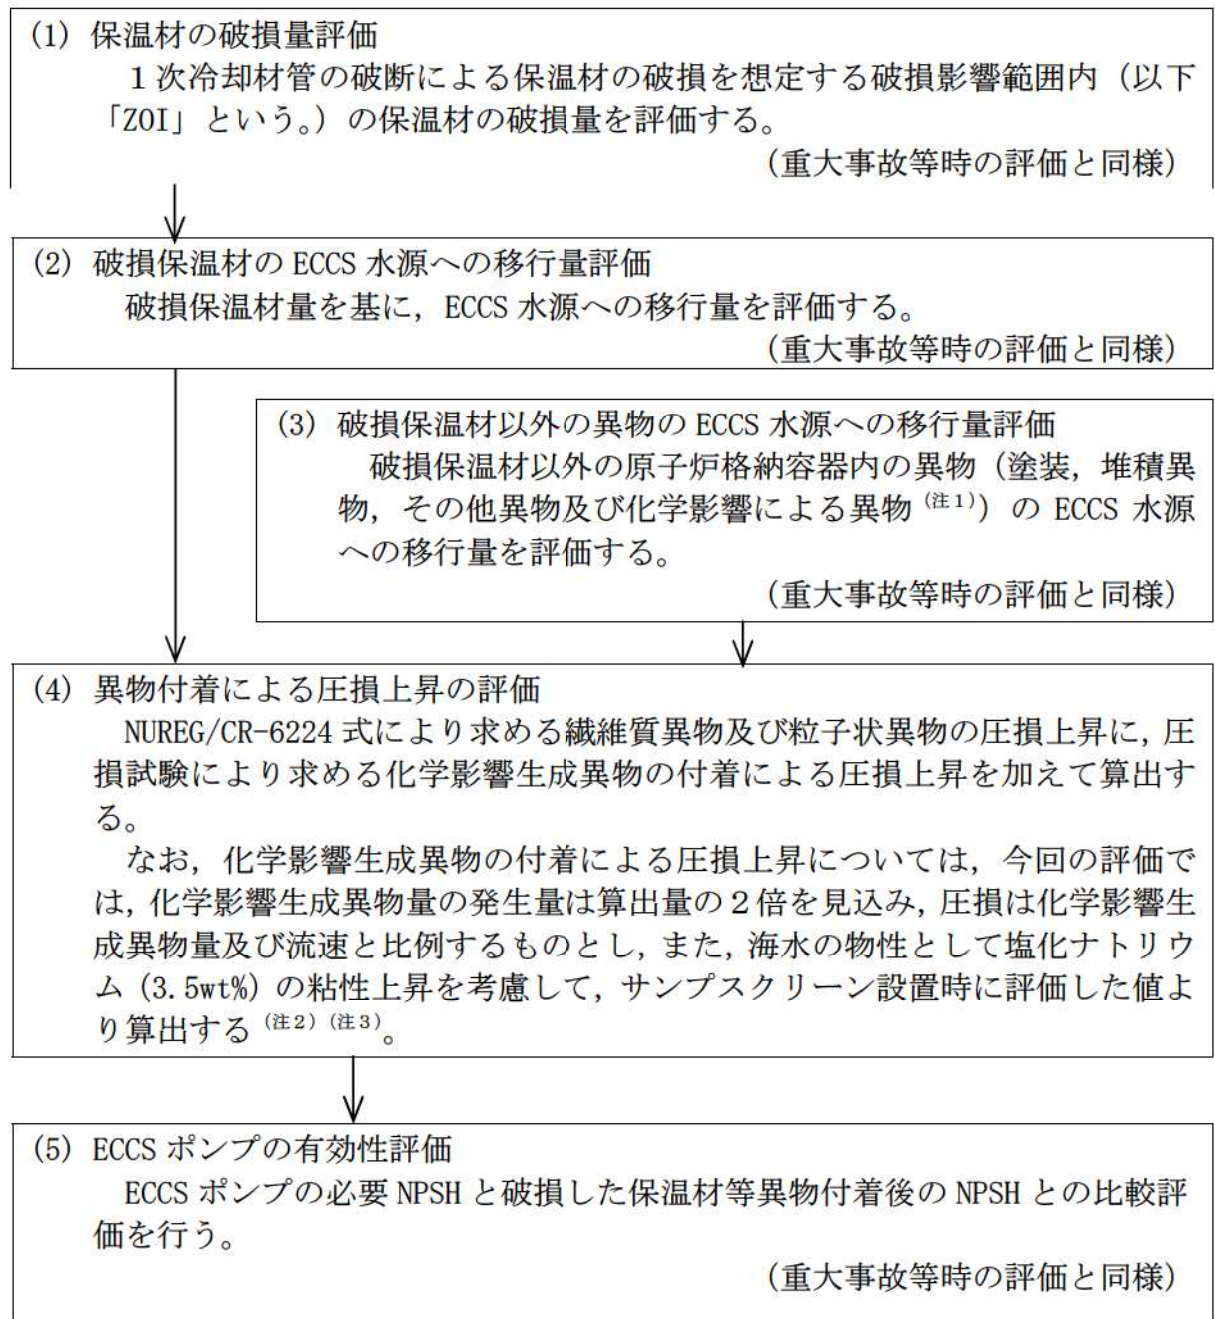 (1) 保温材の破損量評価
１次冷却材管の破断による保温材の破損を想定する破損影響範囲内（以下
「ZOI」という。）の保温材の破損量を評価する。
（重大事故等時の評価と同様）
(2) 破損保温材の ECCS 水源への移行量評価
破損保温材量を基に，ECCS 水源への移行量を評価する。
（重大事故等時の評価と同様）
(3) 破損保温材以外の異物の ECCS 水源への移行量評価
破損保温材以外の原子炉格納容器内の異物（塗装，堆積異
物，その他異物及び化学影響による異物（注１））の ECCS 水源
への移行量を評価する。
（重大事故等時の評価と同様）
(4) 異物付着による圧損上昇の評価
NUREG/CR-6224 式により求める繊維質異物及び粒子状異物の圧損上昇に，圧
損試験により求める化学影響生成異物の付着による圧損上昇を加えて算出す
る。
なお，化学影響生成異物の付着による圧損上昇については，今回の評価で
は，化学影響生成異物量の発生量は算出量の２倍を見込み，圧損は化学影響生
成異物量及び流速と比例するものとし，また，海水の物性として塩化ナトリウ
ム（3.5wt%）の粘性上昇を考慮して，サンプスクリーン設置時に評価した値よ
り算出する（注２）（注３）。
(5) ECCS ポンプの有効性評価
ECCS ポンプの必要 NPSH と破損した保温材等異物付着後の NPSH との比較評
価を行う。
（重大事故等時の評価と同様）